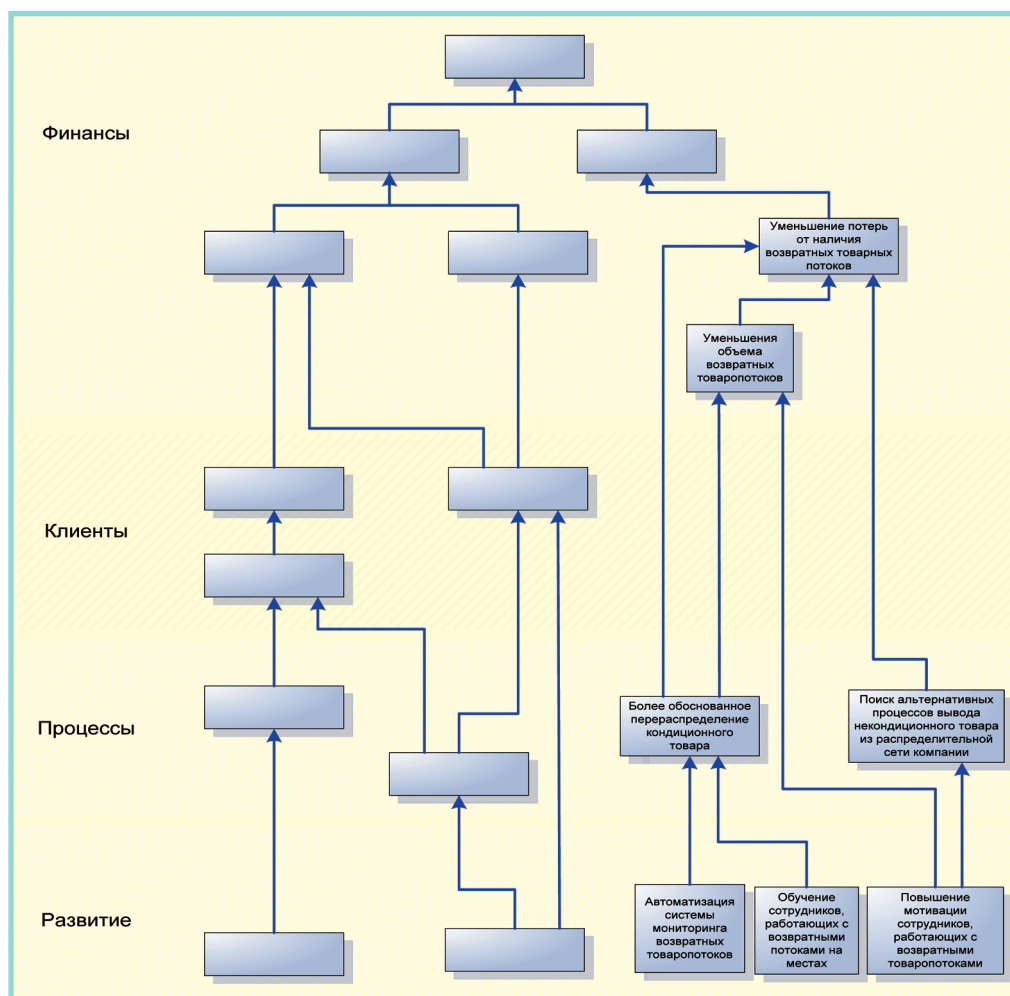 Финансы
Уменьшение потерь
от наличия
возвратных товарных
потоков
Уменьшения
объема
возвратных
товаропотоков
Клиенты
Процессы
Более обоснованное
перераспределение
кондиционного
товара
Поиск альтернативных
процессов вывода
некондиционного товара
из распределительной
сети компании
Развитие
Автоматизация
системы
мониторинга
возвратных
товаропотоков
Обучение
сотрудников,
работающих с
возвратными
потоками на
местах
Повышение
мотивации
сотрудников,
работающих с
возвратными
товаропотоками